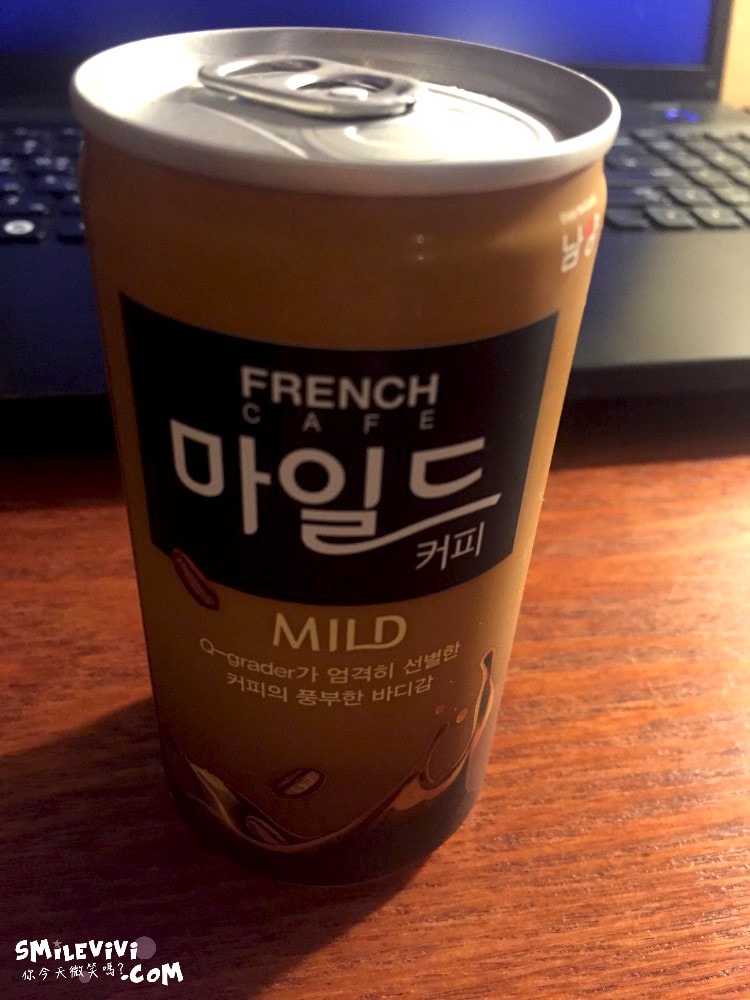 남양
FRENCH
CAFE
마일드
커피
MILD
Q-grader가 엄격히 선별한
커피의 풍부한 바디감
SMILEVIVI
你今天微笑嗎?
.COM